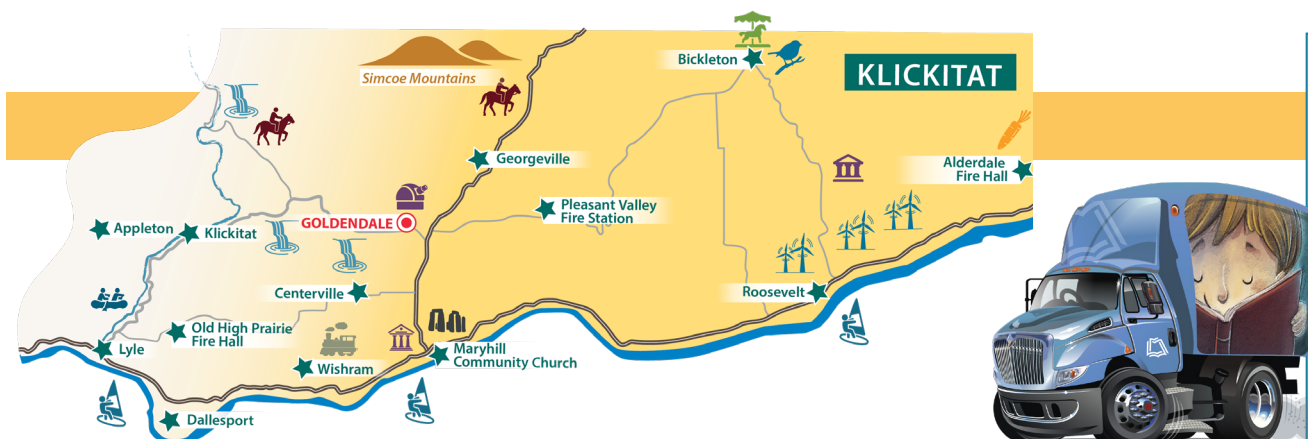 Bickleton
KLICKITAT
Simcoe Mountains
Georgeville
Alderdale
Fire Hall
Pleasant Valley
Fire Station
GOLDENDALE
Appleton
Klickitat
Centerville
Roosevelt
Old High Prairie
Fire Hall
Lyle
Maryhill
Community Church
Wishram
Dallesport